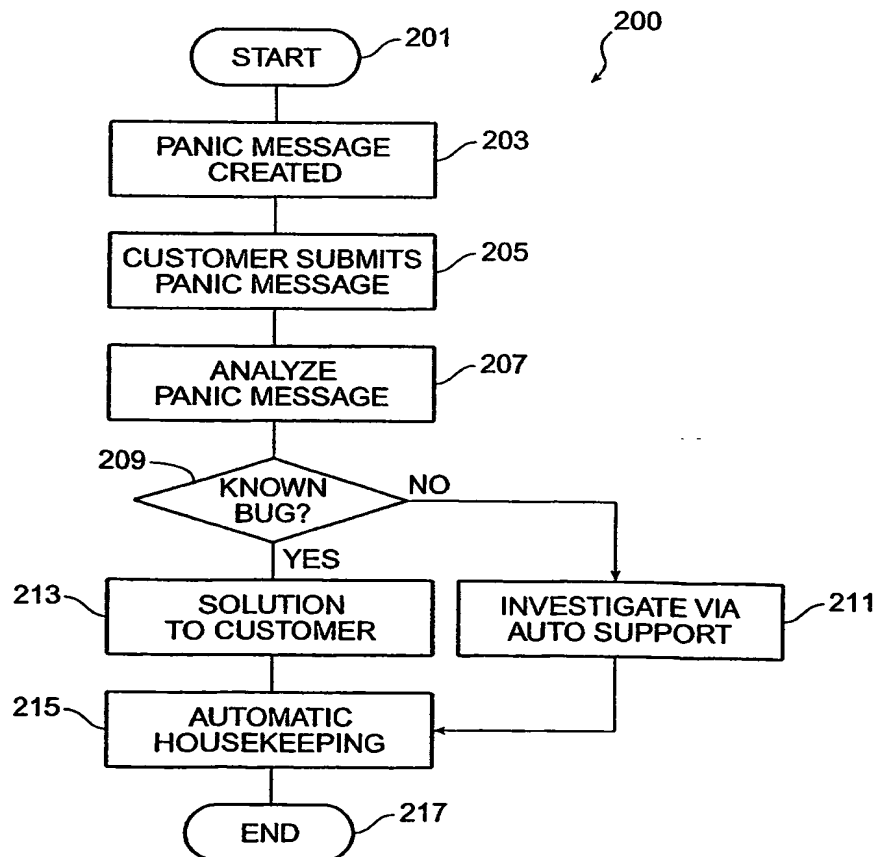 200
START
201
PANIC MESSAGE
CREATED
203
CUSTOMER SUBMITS
PANIC MESSAGE
205
ANALYZE
PANIC MESSAGE
207
209
KNOWN
BUG?
NO
YES
213
SOLUTION
TO CUSTOMER
INVESTIGATE VIA
AUTO SUPPORT
211
215
AUTOMATIC
HOUSEKEEPING
END
217